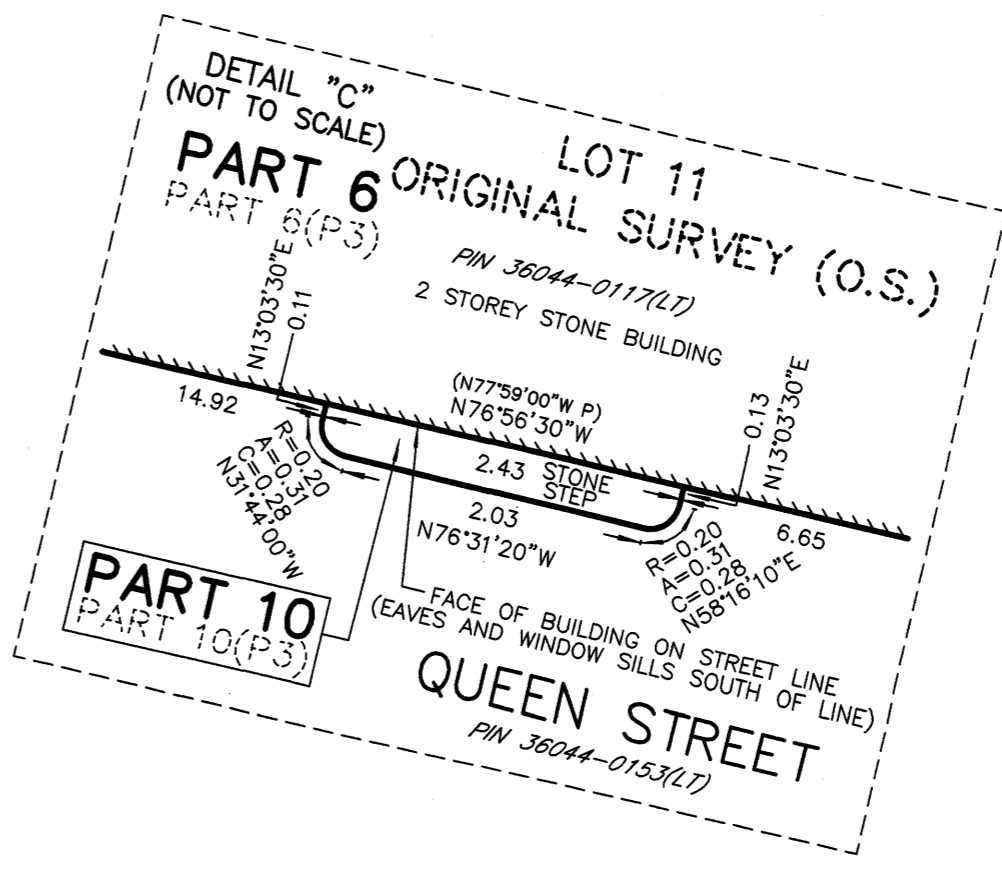 DETAIL "C"
(NOT TO SCALE)
LOT 11
ORIGINAL SURVEY (O.S.)
PART 6
PART 6(P3)
PIN 36044-0117(LT)
2 STOREY STONE BUILDING
N13°03'30"E
0.11
14.92
(N77°59'00"W P)
N76°56'30"W
0.13
N13°03'30"E
2.43
STONE
STEP
2.03
N76°31'20"W
6.65
R=0.20
A=0.31
C=0.28
N31°44'00"W
R=0.20
A=0.31
C=0.28
N58°16'10"E
PART 10
PART 10(P3)
FACE OF BUILDING ON STREET LINE
(EAVES AND WINDOW SILLS SOUTH OF LINE)
QUEEN STREET
PIN 36044-0153(LT)